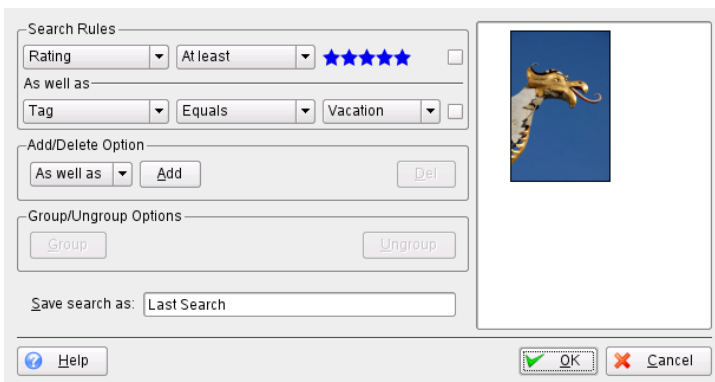 Search Rules
Rating At least
As well as
Tag Equals Vacation
Add/Delete Option
As well as Add Del
Group/Ungroup Options
Group Ungroup
Save search as: Last Search
Help OK Cancel